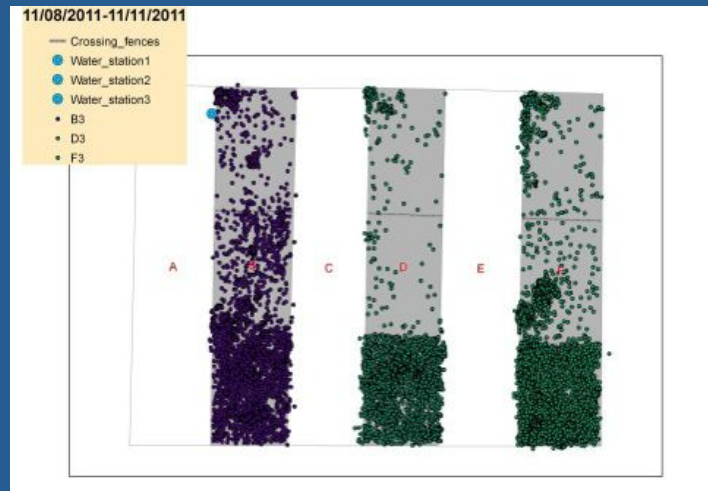 11/08/2011-11/11/2011
Crossing_fences
Water_station1
Water_station2
Water_station3
B3
D3
F3
A
B
C
D
E
F